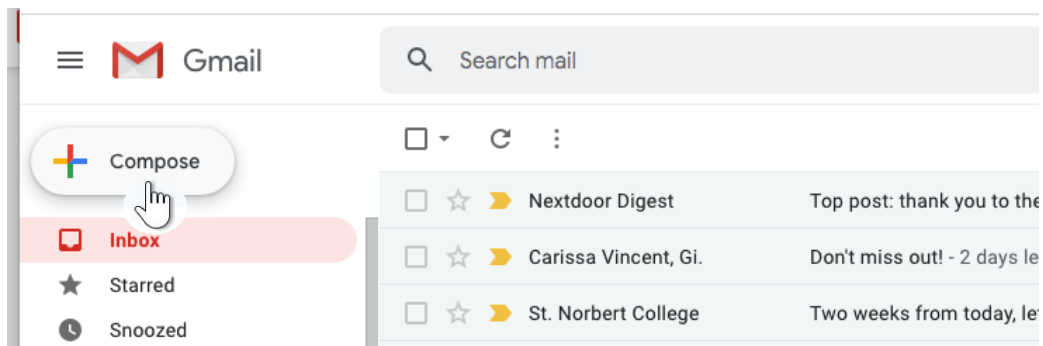 Gmail
Search mail
Compose
Inbox
Starred
Snoozed
Nextdoor Digest Top post: thank you to the
Carissa Vincent, Gi. Don't miss out! - 2 days le
St. Norbert College Two weeks from today, let